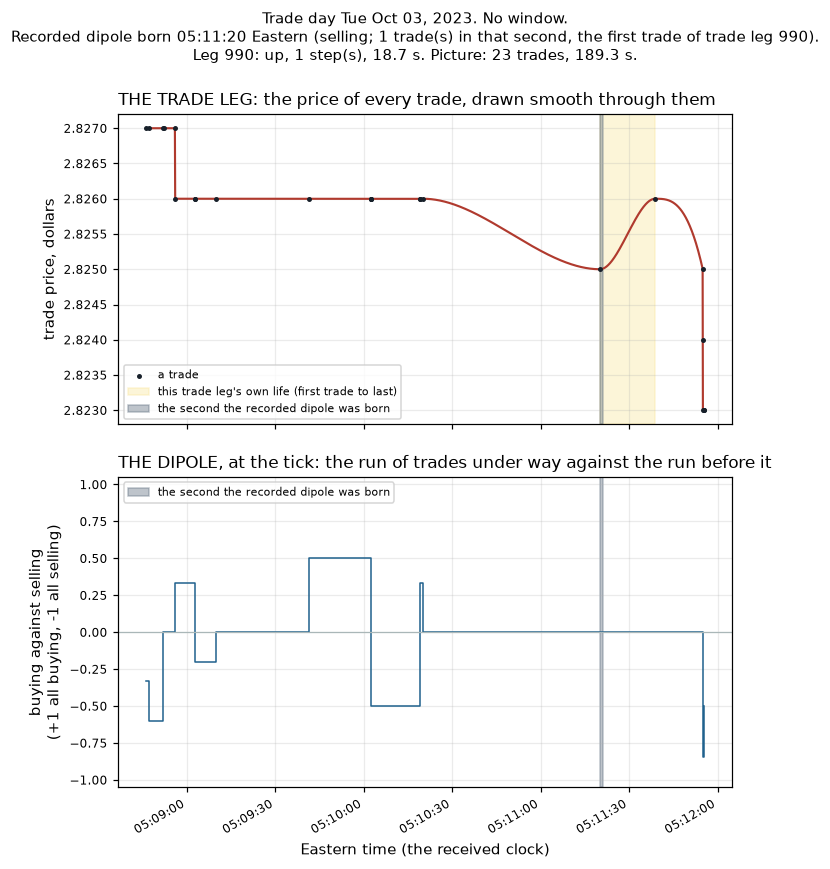 Trade day Tue Oct 03, 2023. No window.
Recorded dipole born 05:11:20 Eastern (selling; 1 trade(s) in that second, the first trade of trade leg 990).
Leg 990: up, 1 step(s), 18.7 s. Picture: 23 trades, 189.3 s.
THE TRADE LEG: the price of every trade, drawn smooth through them
trade price, dollars
2.8270
2.8265
2.8260
2.8255
2.8250
2.8245
2.8240
2.8235
2.8230
a trade
this trade leg's own life (first trade to last)
the second the recorded dipole was born
THE DIPOLE, at the tick: the run of trades under way against the run before it
buying against selling
(+1 all buying, -1 all selling)
1.00
0.75
0.50
0.25
0.00
−0.25
−0.50
−0.75
−1.00
the second the recorded dipole was born
05:09:00
05:09:30
05:10:00
05:10:30
05:11:00
05:11:30
05:12:00
Eastern time (the received clock)